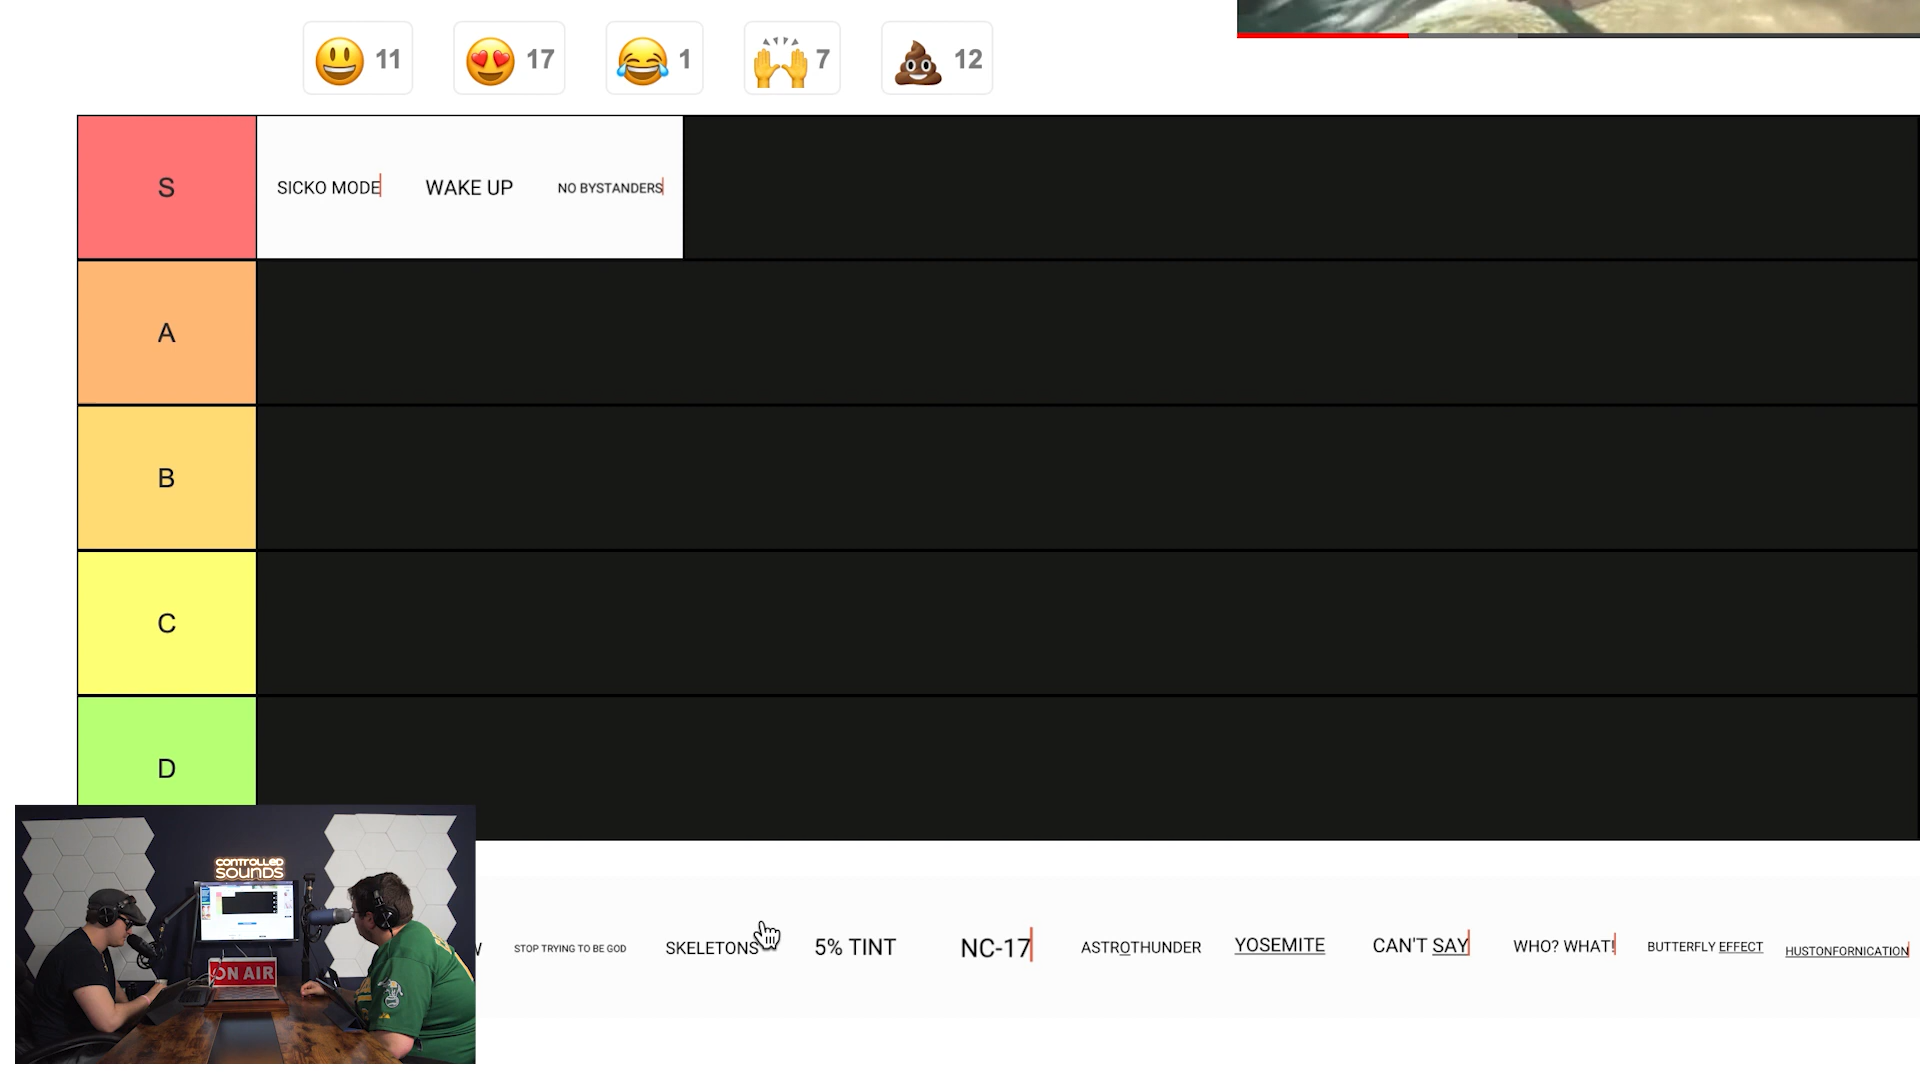 11 17 1 7 12
S
SICKO MODE WAKE UP NO BYSTANDERS
A
B
C
D
CONTROLLED
SOUNDS
ON AIR
STOP TRYING TO BE GOD SKELETONS 5% TINT NC-17 ASTROTHUNDER YOSEMITE CAN'T SAY WHO? WHAT! BUTTERFLY EFFECT HUSTONFORNICATION